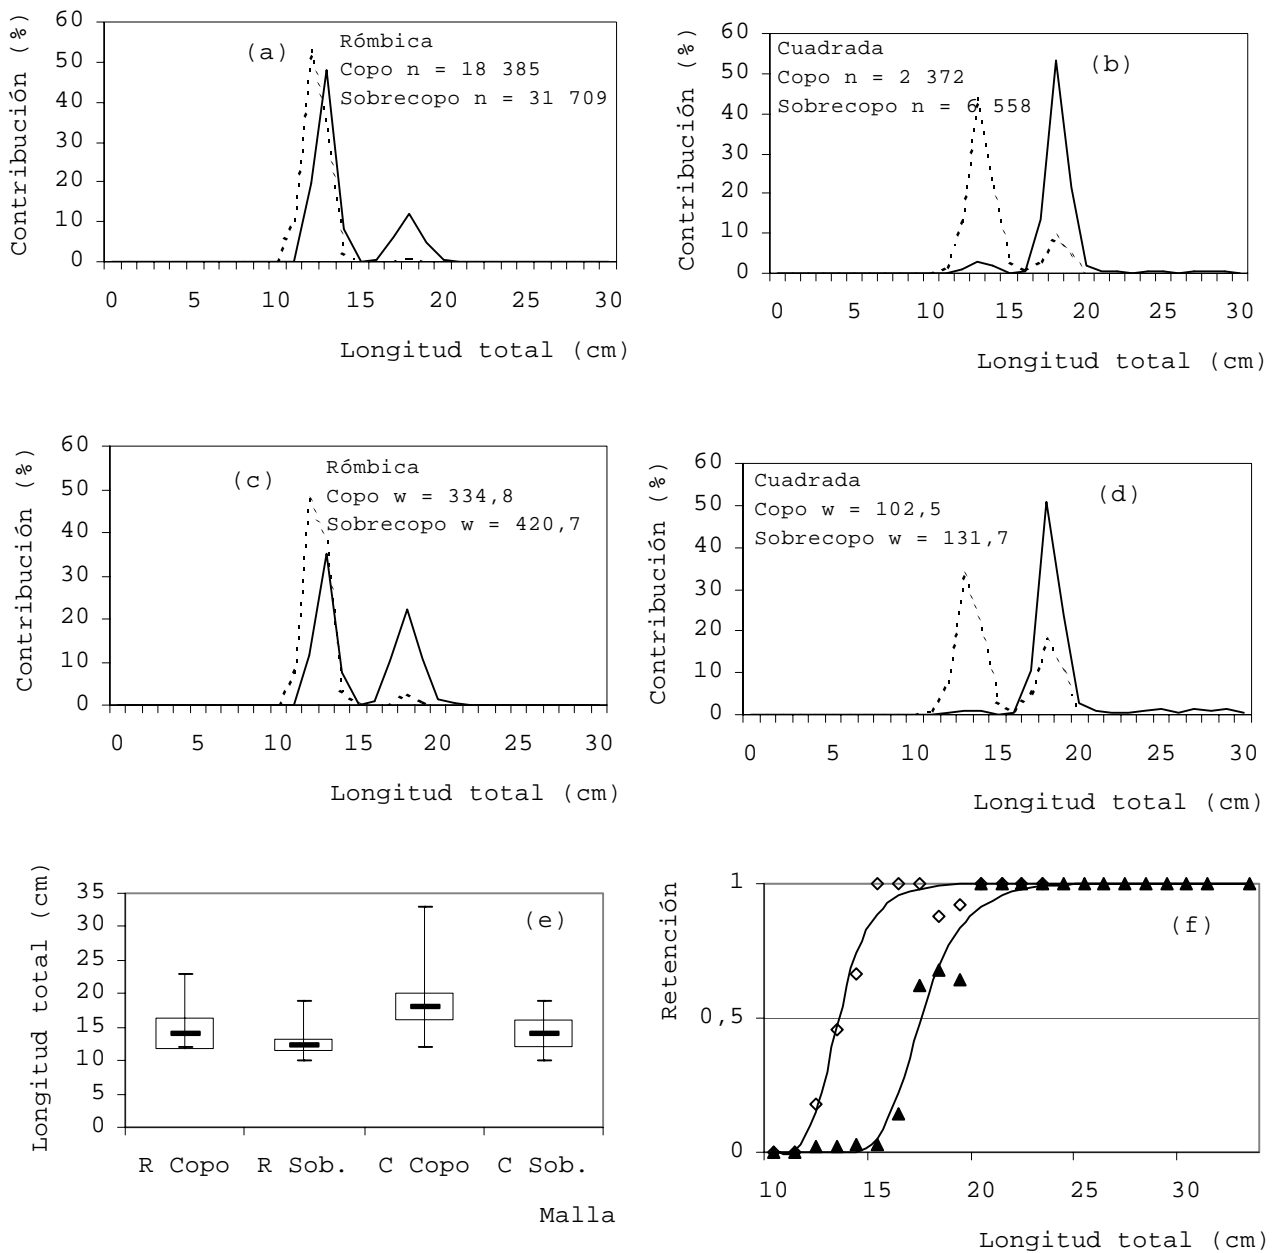 Contribución (%)
60
50
40
30
20
10
0
(a)
Rómbica
Copo n = 18 385
Sobrecopo n = 31 709
0 5 10 15 20 25 30
Longitud total (cm)
Contribución (%)
60
50
40
30
20
10
0
Cuadrada
Copo n = 2 372
Sobrecopo n = 6 558
(b)
0 5 10 15 20 25 30
Longitud total (cm)
Contribución (%)
60
50
40
30
20
10
0
(c)
Rómbica
Copo w = 334,8
Sobrecopo w = 420,7
0 5 10 15 20 25 30
Longitud total (cm)
Contribución (%)
60
50
40
30
20
10
0
Cuadrada
Copo w = 102,5
Sobrecopo w = 131,7
(d)
0 5 10 15 20 25 30
Longitud total (cm)
Longitud total (cm)
35
30
25
20
15
10
5
0
(e)
R Copo R Sob. C Copo C Sob.
Malla
Retención
1
0,5
0
(f)
10 15 20 25 30
Longitud total (cm)